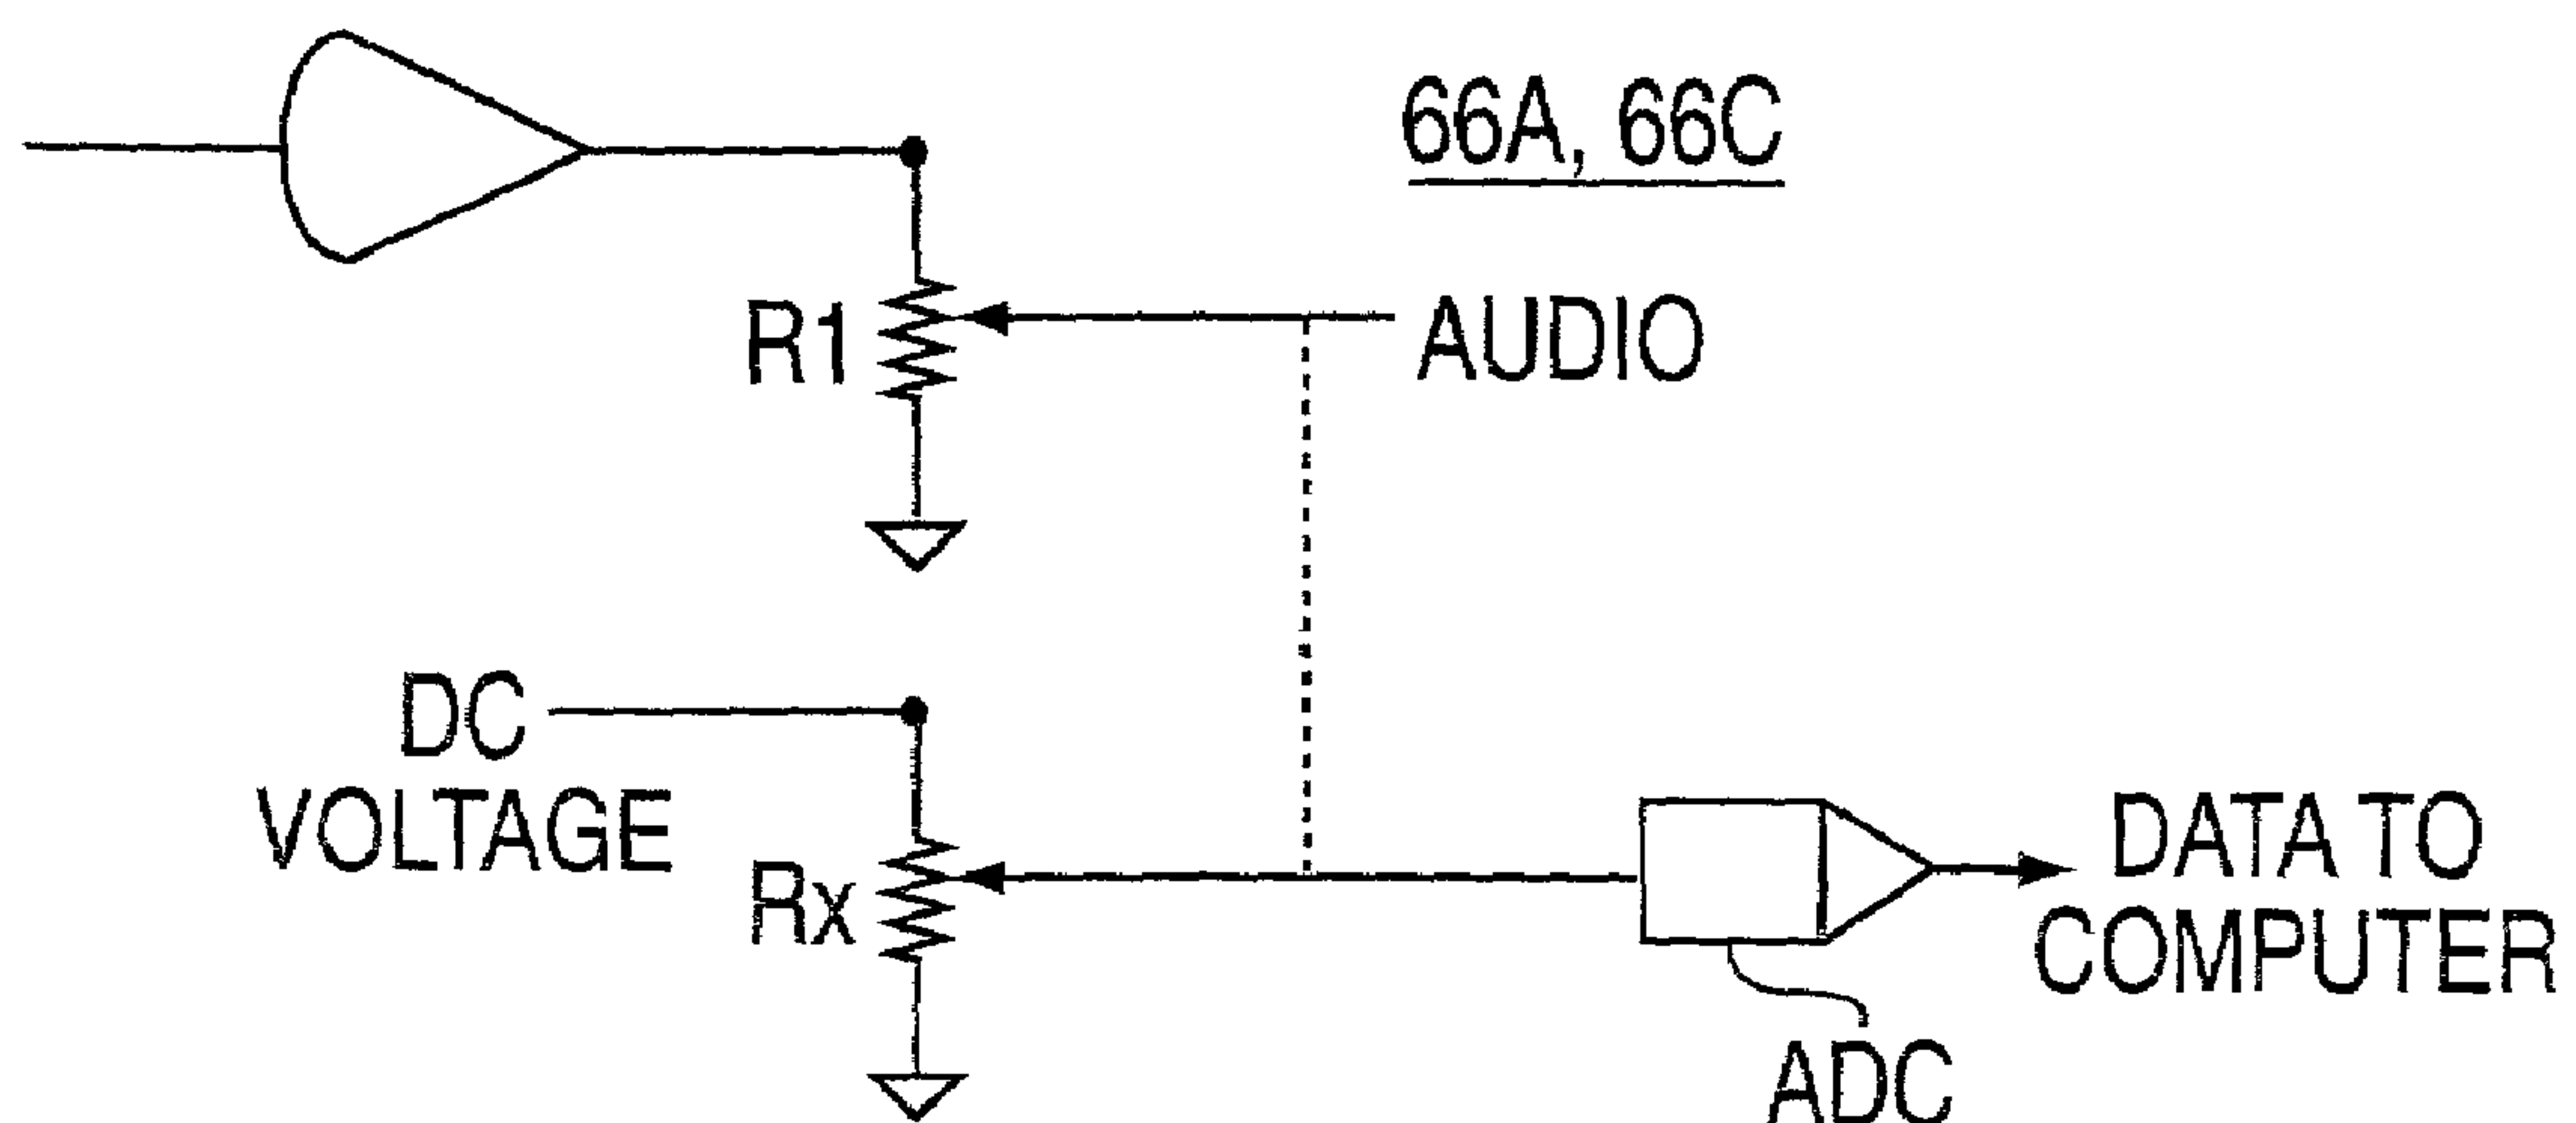 66A, 66C
R1
AUDIO
DC
VOLTAGE
Rx
DATA TO
COMPUTER
ADC